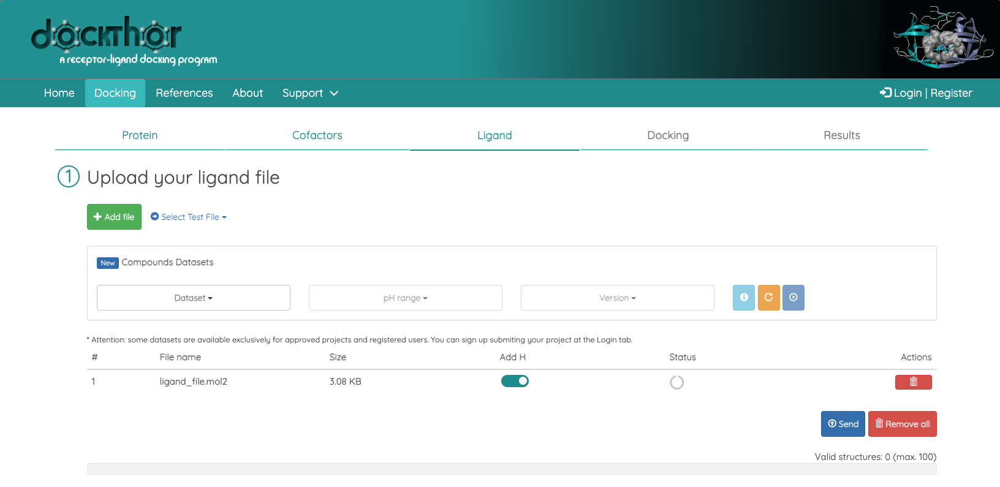 dockthor
a receptor-ligand docking program
Home Docking References About Support Login | Register
Protein Cofactors Ligand Docking Results
1 Upload your ligand file
Add file Select Test File
New Compounds Datasets
Dataset pH range Version
* Attention: some datasets are available exclusively for approved projects and registered users. You can sign up submiting your project at the Login tab.
# File name Size Add H Status Actions
1 ligand_file.mol2 3.08 KB
Send Remove all
Valid structures: 0 (max. 100)